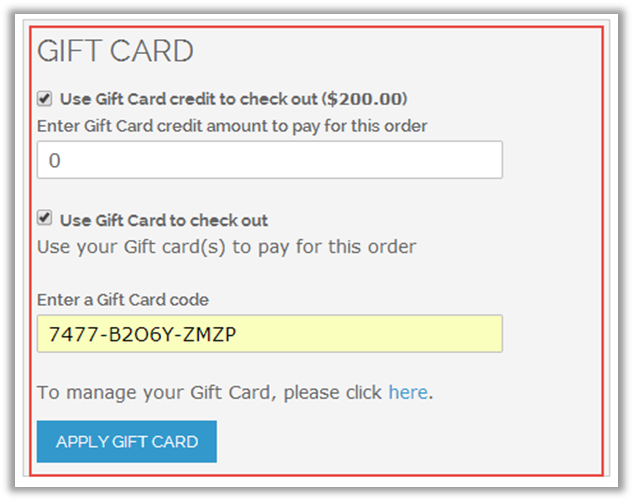 GIFT CARD
Use Gift Card credit to check out ($200.00)
Enter Gift Card credit amount to pay for this order
0
Use Gift Card to check out
Use your Gift card(s) to pay for this order
Enter a Gift Card code
7477-B2O6Y-ZMZP
To manage your Gift Card, please click here.
APPLY GIFT CARD